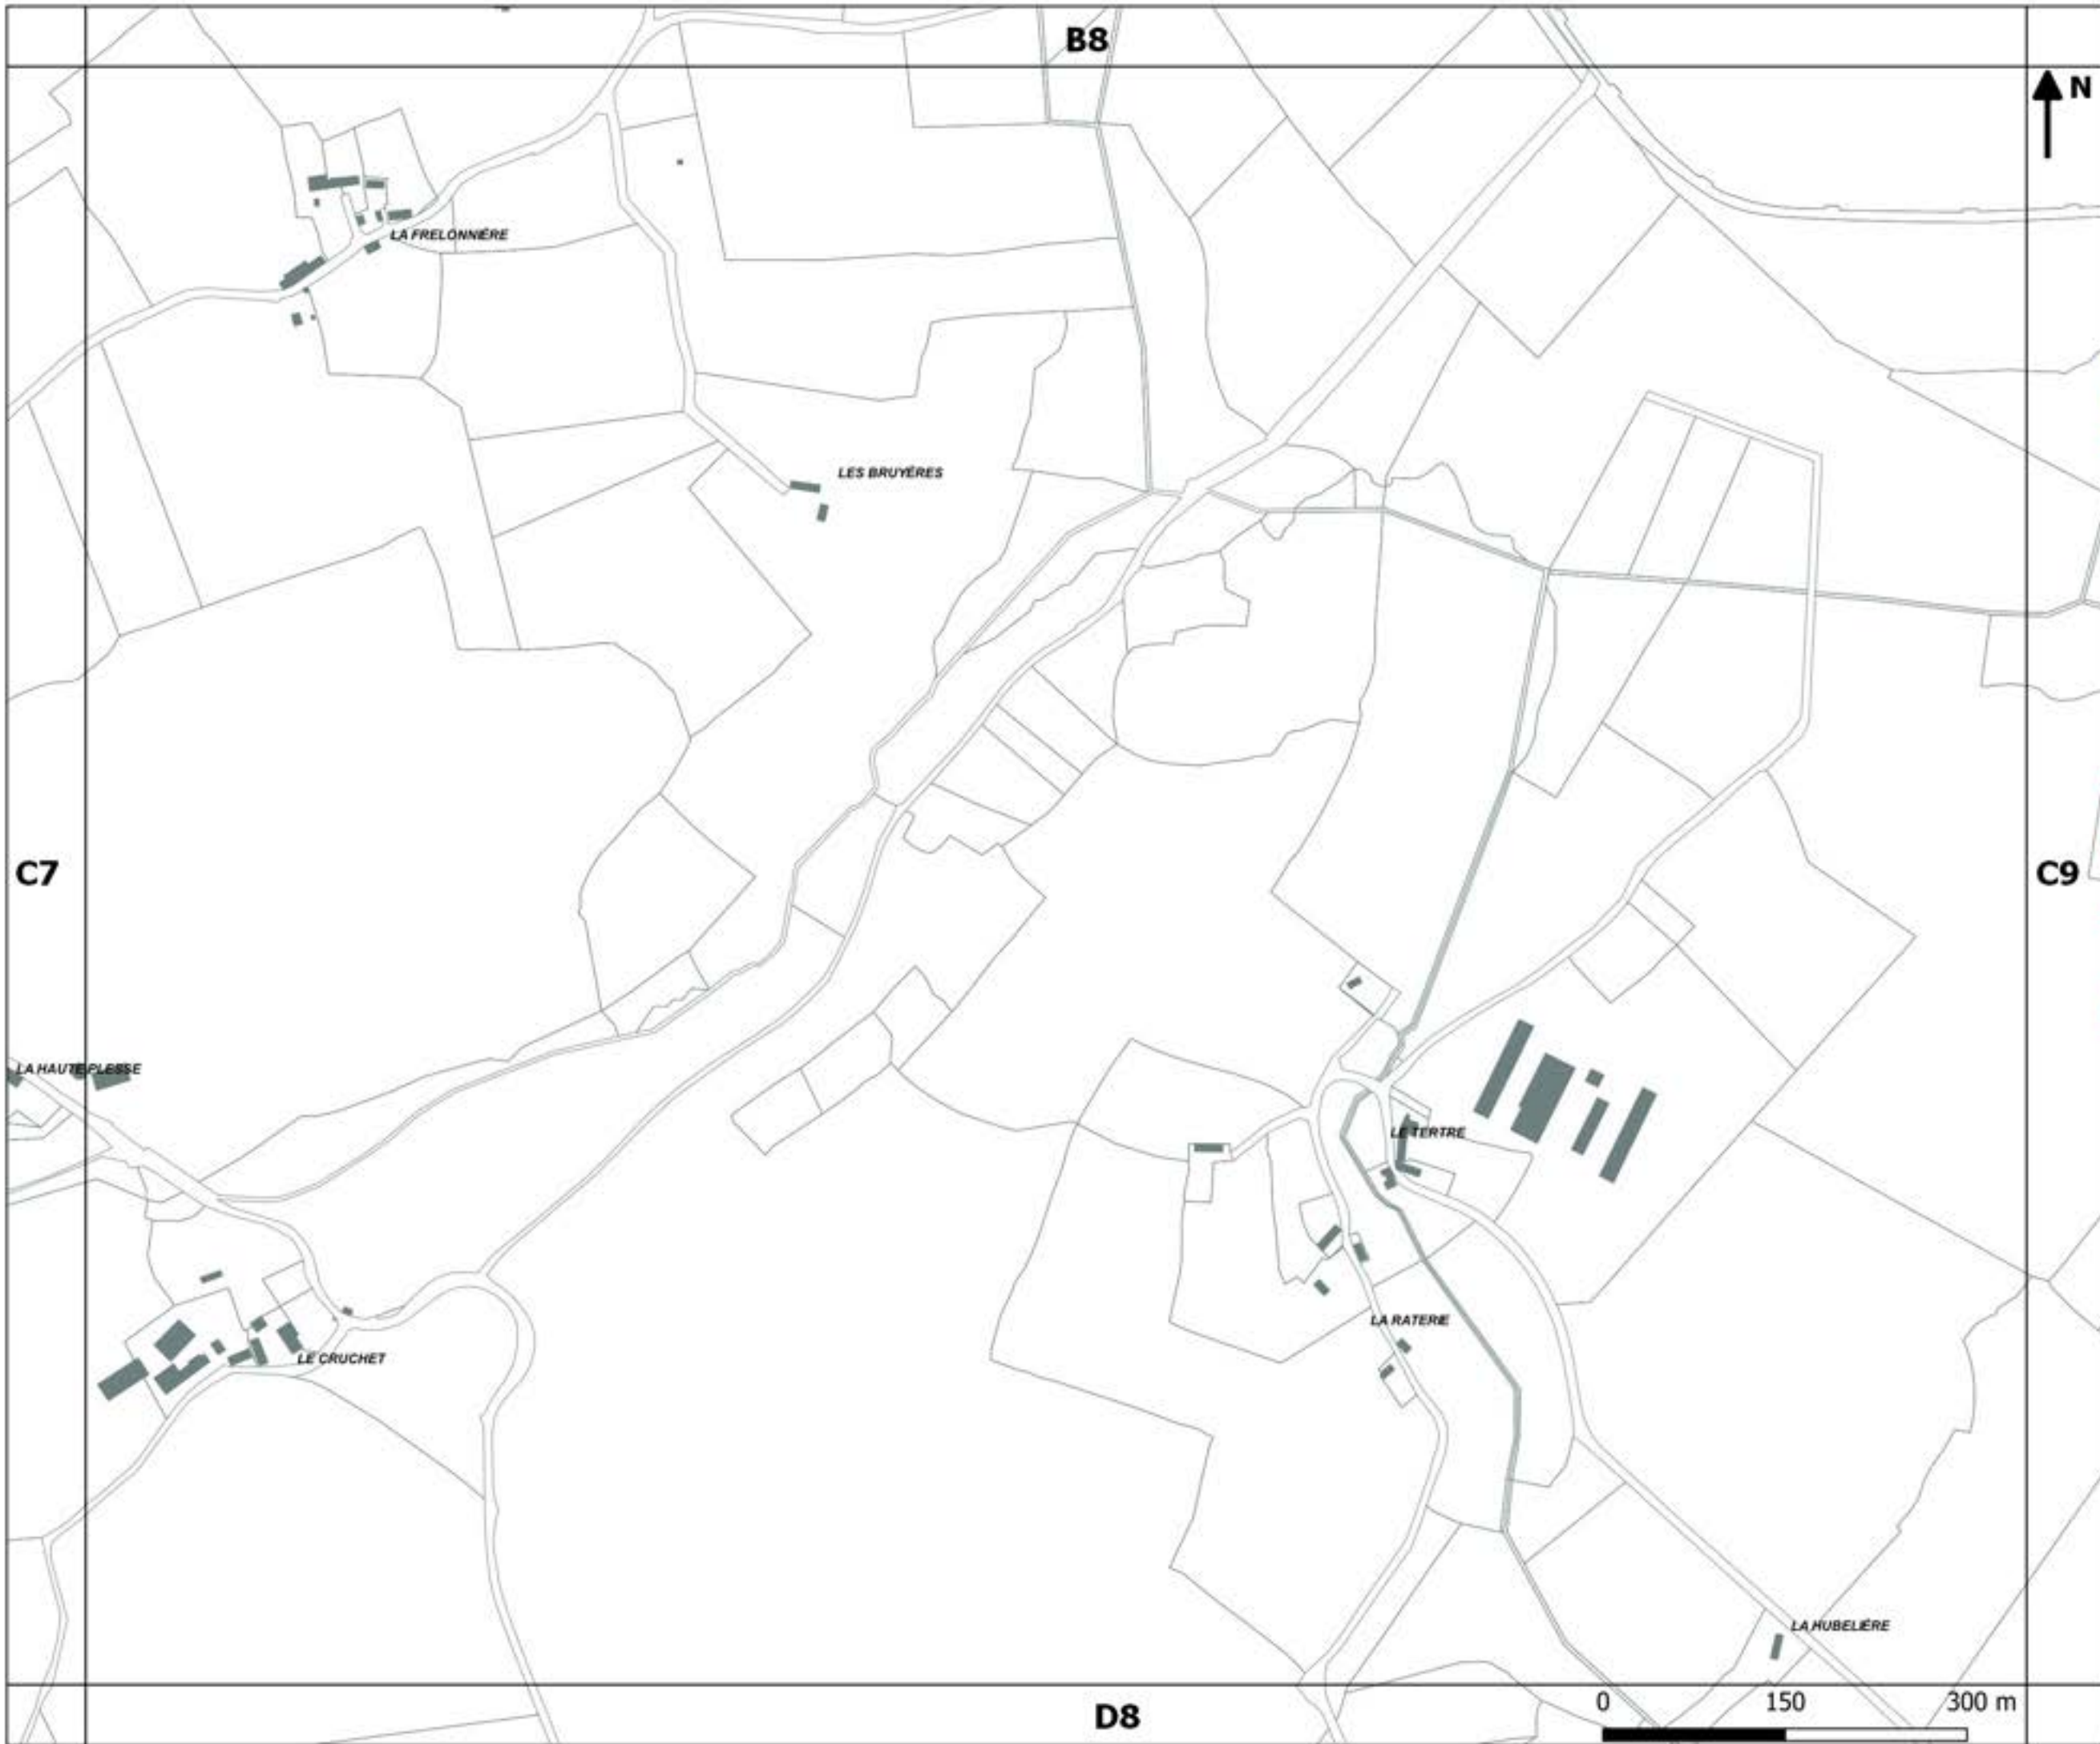 B8
N
LA FRELONNIÈRE
LES BRUYÈRES
C7
C9
LA HAUTE PLESSE
LE TERTRE
LA RATERIE
LE CRUCHET
LA HUBELIÈRE
D8
0 150 300 m